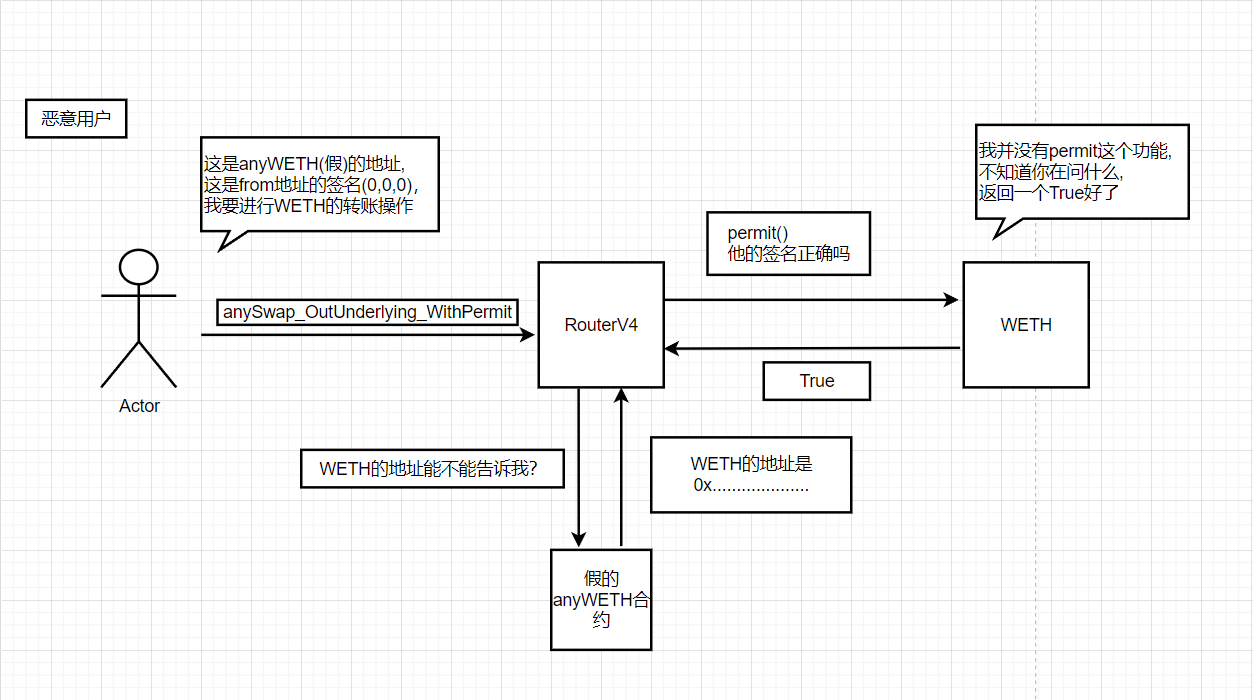 恶意用户
这是anyWETH(假)的地址,
这是from地址的签名(0,0,0),
我要进行WETH的转账操作
我并没有permit这个功能,
不知道你在问什么,
返回一个True好了
permit()
他的签名正确吗
anySwap_OutUnderlying_WithPermit
RouterV4
WETH
True
Actor
WETH的地址能不能告诉我?
WETH的地址是
0x....................
假的
anyWETH合
约